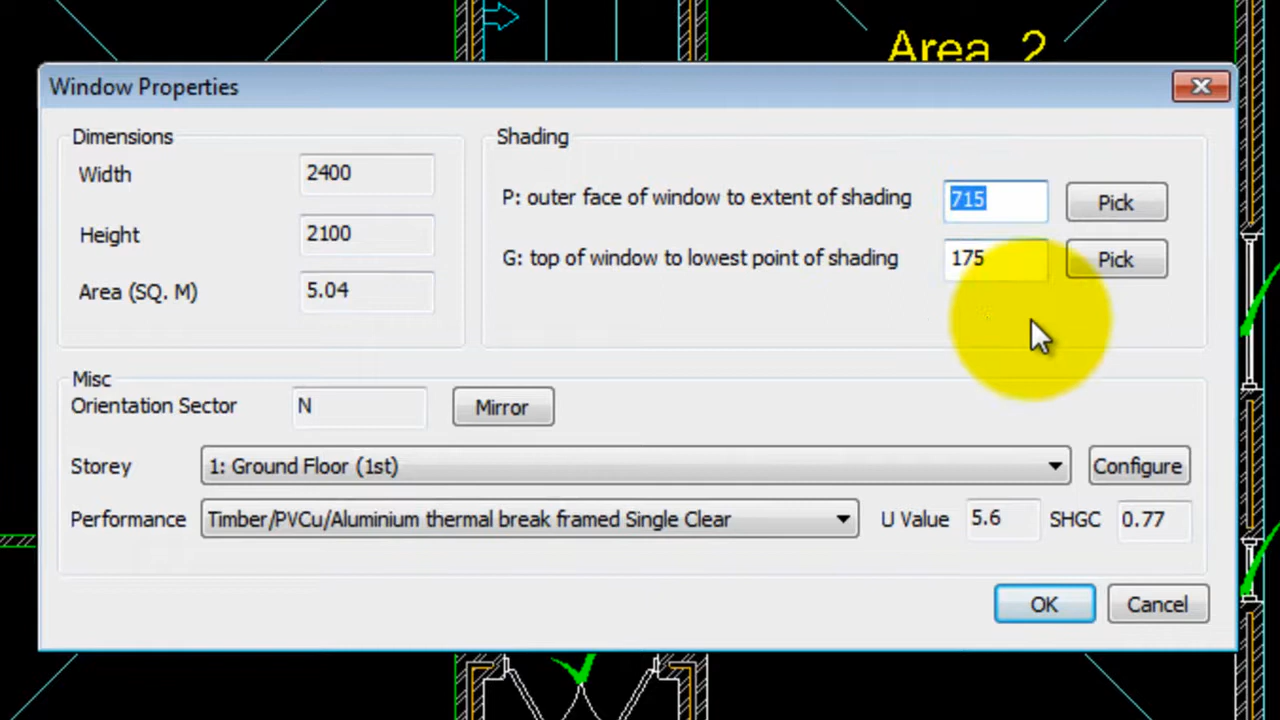 Area 2
Window Properties
Dimensions
Width 2400
Height 2100
Area (SQ. M) 5.04
Shading
P: outer face of window to extent of shading 715 Pick
G: top of window to lowest point of shading 175 Pick
Misc
Orientation Sector N Mirror
Storey 1: Ground Floor (1st) Configure
Performance Timber/PVCu/Aluminium thermal break framed Single Clear U Value 5.6 SHGC 0.77
OK Cancel